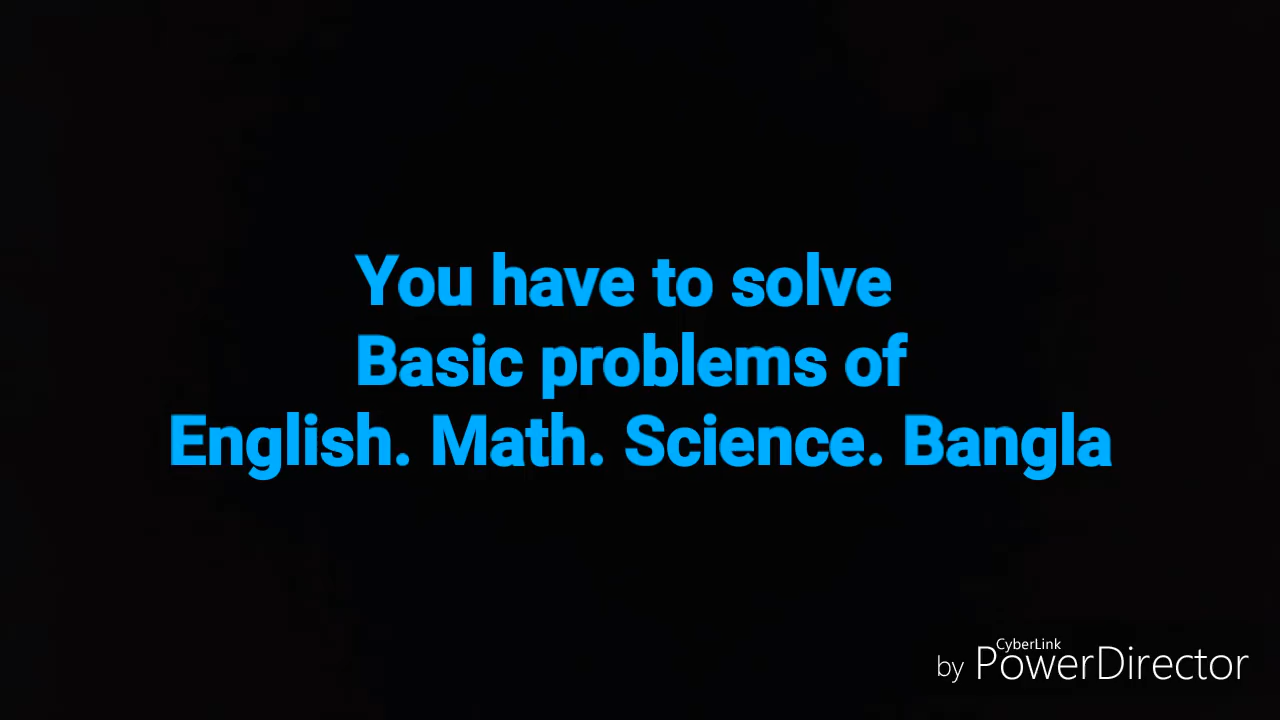 You have to solve
Basic problems of
English. Math. Science. Bangla
CyberLink
by PowerDirector